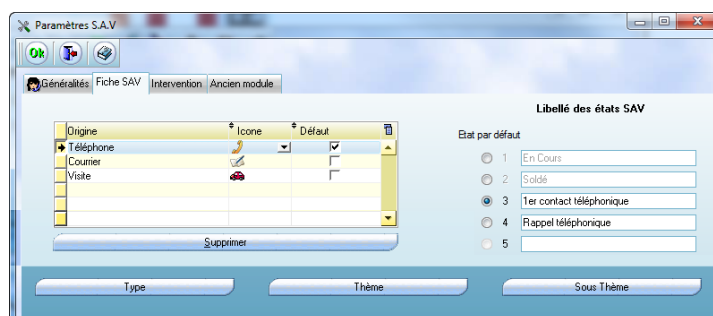 Paramètres S.A.V
Ok
Généralités Fiche SAV Intervention Ancien module
Libellé des états SAV
Origine Icone Défaut
Etat par défaut
Téléphone
Courrier
Visite
1 En Cours
2 Soldé
3 1er contact téléphonique
4 Rappel téléphonique
5
Supprimer
Type Thème Sous Thème